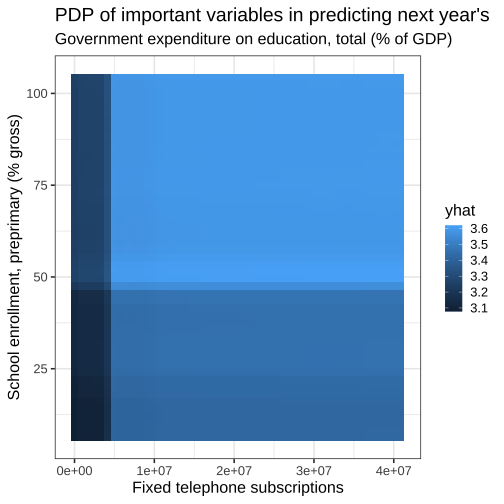 PDP of important variables in predicting next year's
Government expenditure on education, total (% of GDP)
School enrollment, preprimary (% gross)
100
75
50
25
0e+00
1e+07
2e+07
3e+07
4e+07
Fixed telephone subscriptions
yhat
3.6
3.5
3.4
3.3
3.2
3.1